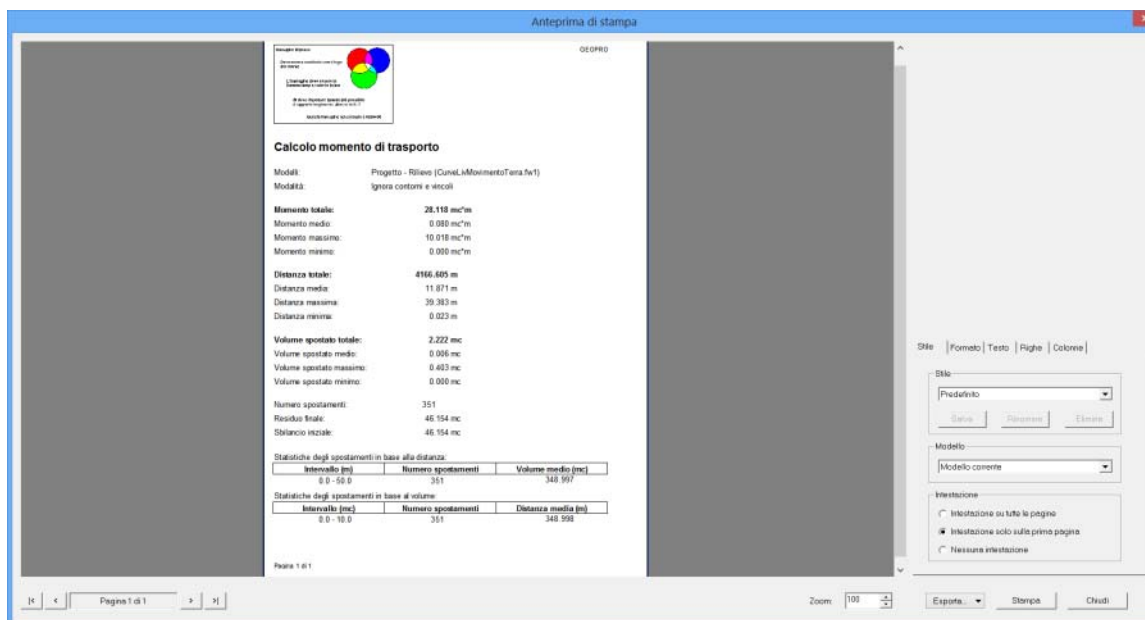 Anteprima di stampa
x
Immagine Bitmap
GEOPRO
Calcolo momento di trasporto
Modelli: Progetto - Rilievo (CurveLivMovimentoTerra.fw1)
Modalità: Ignora contorni e vincoli
Momento totale: 28.118 mc*m
Momento medio: 0.080 mc*m
Momento massimo: 10.018 mc*m
Momento minimo: 0.000 mc*m
Distanza totale: 4166.605 m
Distanza media: 11.871 m
Distanza massima: 39.383 m
Distanza minima: 0.023 m
Volume spostato totale: 2.222 mc
Volume spostato medio: 0.006 mc
Volume spostato massimo: 0.403 mc
Volume spostato minimo: 0.000 mc
Numero spostamenti: 351
Residuo finale: 46.154 mc
Sbilancio iniziale: 46.154 mc
Statistiche degli spostamenti in base alla distanza:
Intervallo (m) Numero spostamenti Volume medio (mc)
0.0 - 50.0 351 348.997
Statistiche degli spostamenti in base al volume:
Intervallo (mc) Numero spostamenti Distanza media (m)
0.0 - 10.0 351 348.998
Pagina 1 di 1
Stile Formato Testo Righe Colonne
Stile
Predefinito
Salva Rinomina Elimina
Modello
Modello corrente
Intestazione
Intestazione su tutte le pagine
Intestazione solo sulla prima pagina
Nessuna intestazione
|< < Pagina 1 di 1 > >| Zoom: 100 Esporta... Stampa Chiudi